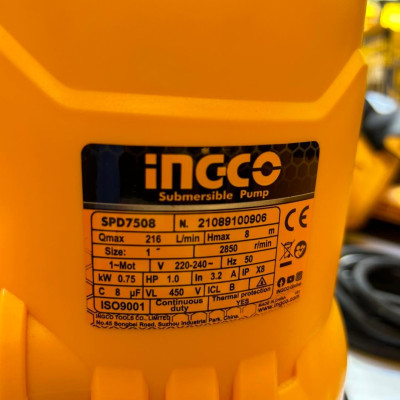 INGCO
Submersible Pump
SPD7508 N. 21089100906
Qmax 216 L/min Hmax 8 m
Size: 1 " 2850 r/min
1~Mot V 220-240~ Hz 50
kW 0.75 HP 1.0 In 3.2 A IP X8
C 8 µF VL 450 V ICL B
ISO9001 Continuous duty Thermal protection YES
INGCO TOOLS CO., LIMITED
No.45 Songbei Road, Suzhou Industrial Park, China.
www.ingco.com
CE